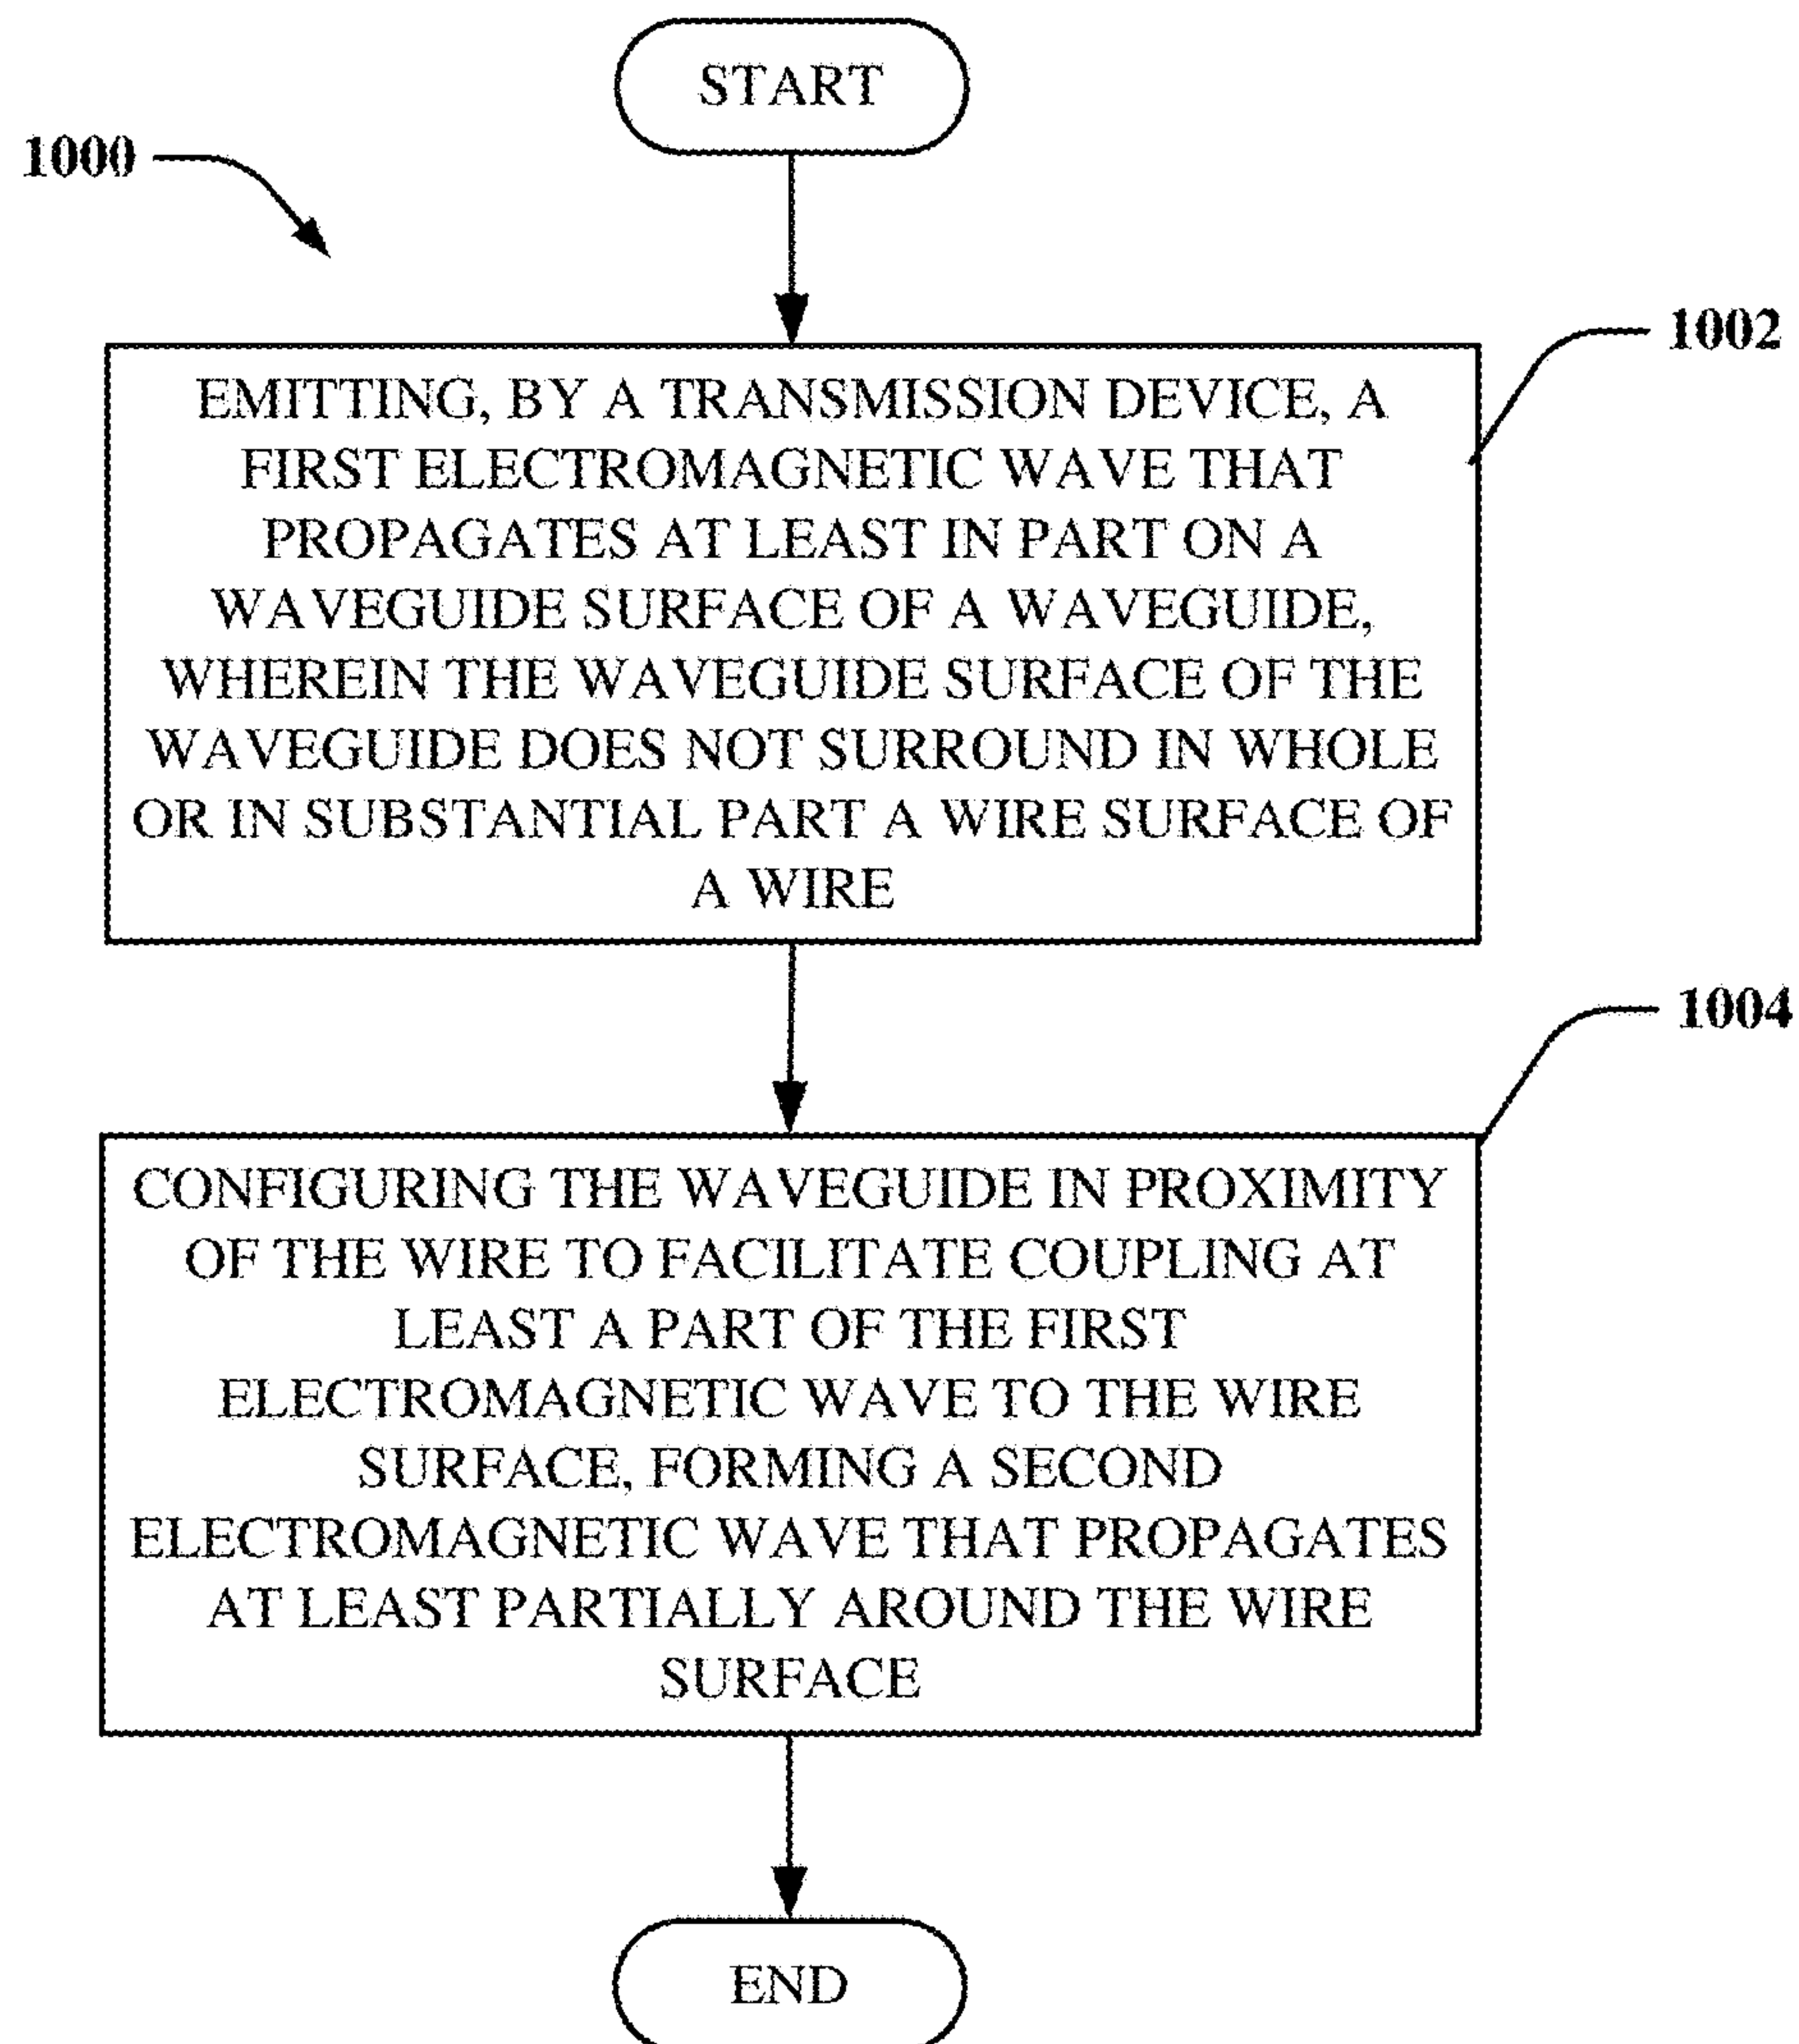 START
1000
1002
EMITTING, BY A TRANSMISSION DEVICE, A
FIRST ELECTROMAGNETIC WAVE THAT
PROPAGATES AT LEAST IN PART ON A
WAVEGUIDE SURFACE OF A WAVEGUIDE,
WHEREIN THE WAVEGUIDE SURFACE OF THE
WAVEGUIDE DOES NOT SURROUND IN WHOLE
OR IN SUBSTANTIAL PART A WIRE SURFACE OF
A WIRE
1004
CONFIGURING THE WAVEGUIDE IN PROXIMITY
OF THE WIRE TO FACILITATE COUPLING AT
LEAST A PART OF THE FIRST
ELECTROMAGNETIC WAVE TO THE WIRE
SURFACE, FORMING A SECOND
ELECTROMAGNETIC WAVE THAT PROPAGATES
AT LEAST PARTIALLY AROUND THE WIRE
SURFACE
END